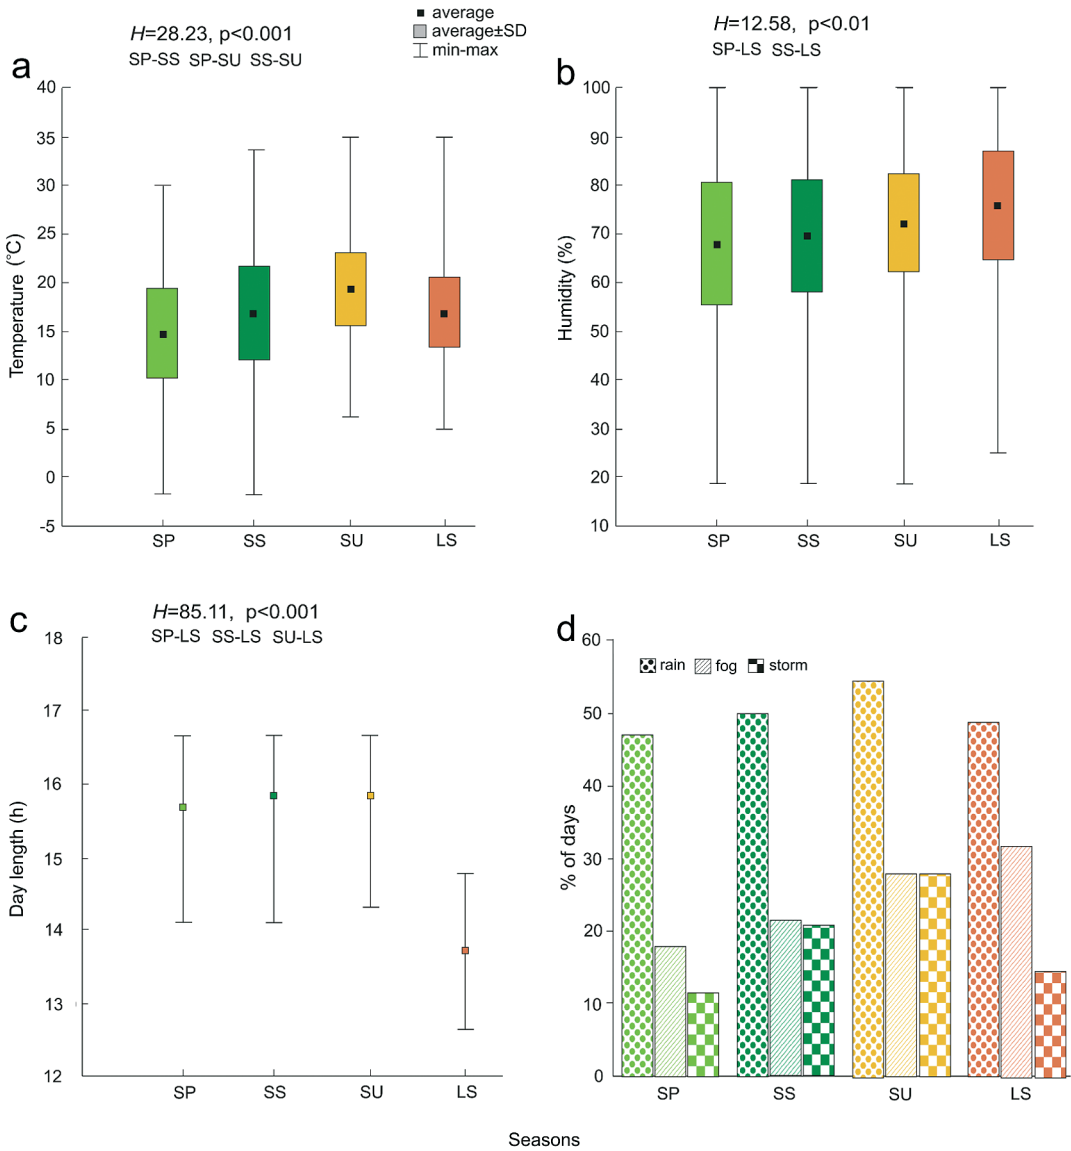 average
average±SD
min-max
H=28.23, p<0.001
SP-SS SP-SU SS-SU
a
40
35
30
25
20
15
10
5
0
-5
Temperature (°C)
SP SS SU LS
H=12.58, p<0.01
SP-LS SS-LS
b
100
90
80
70
60
50
40
30
20
10
Humidity (%)
SP SS SU LS
H=85.11, p<0.001
SP-LS SS-LS SU-LS
c
18
17
16
15
14
13
12
Day length (h)
SP SS SU LS
d
rain fog storm
60
50
40
30
20
10
0
% of days
SP SS SU LS
Seasons